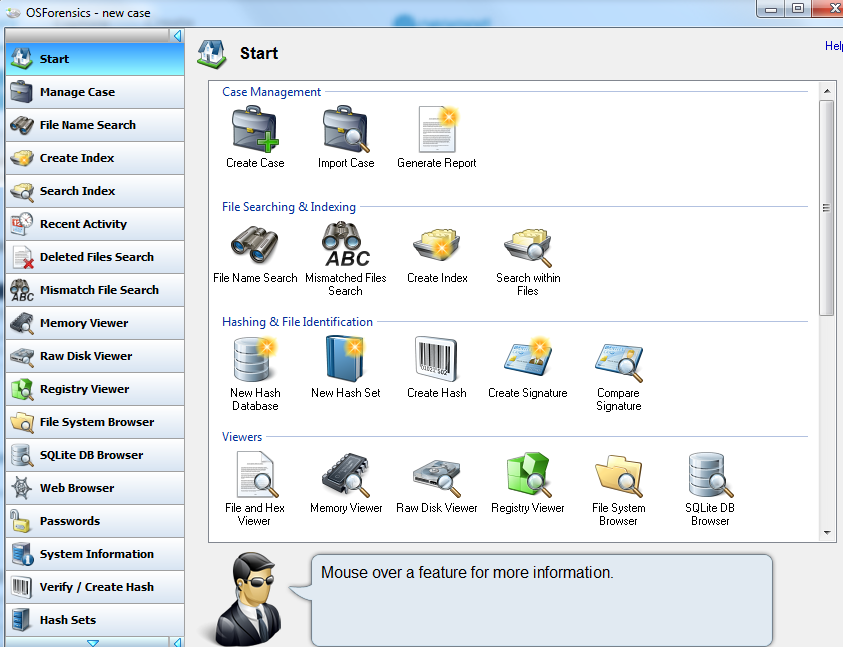 OSForensics - new case
Start
Manage Case
File Name Search
Create Index
Search Index
Recent Activity
Deleted Files Search
ABC
Mismatch File Search
Memory Viewer
Raw Disk Viewer
Registry Viewer
File System Browser
SQLite DB Browser
Web Browser
Passwords
System Information
Verify / Create Hash
Hash Sets
Start
Help
Case Management
Create Case
Import Case
Generate Report
File Searching & Indexing
ABC
File Name Search
Mismatched Files
Search
Create Index
Search within
Files
Hashing & File Identification
New Hash
Database
New Hash Set
Create Hash
Create Signature
Compare
Signature
Viewers
File and Hex
Viewer
Memory Viewer
Raw Disk Viewer
Registry Viewer
File System
Browser
SQLite DB
Browser
Mouse over a feature for more information.